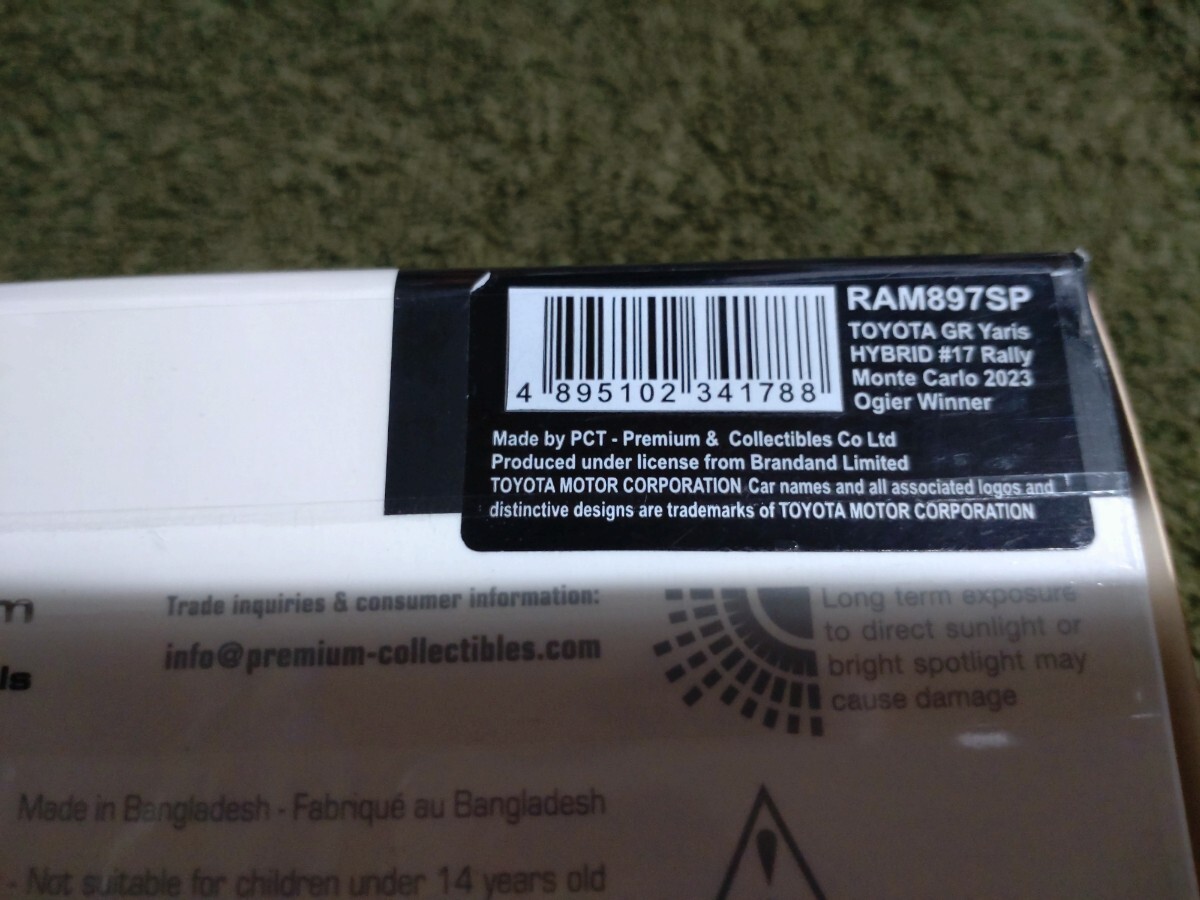 RAM897SP
TOYOTA GR Yaris
HYBRID #17 Rally
Monte Carlo 2023
Ogier Winner
4 895102 341788
Made by PCT - Premium & Collectibles Co Ltd
Produced under license from Brandand Limited
TOYOTA MOTOR CORPORATION Car names and all associated logos and
distinctive designs are trademarks of TOYOTA MOTOR CORPORATION
Trade inquiries & consumer information:
info@premium-collectibles.com
Long term exposure
to direct sunlight or
bright spotlight may
cause damage
Made in Bangladesh - Fabriqué au Bangladesh
- Not suitable for children under 14 years old